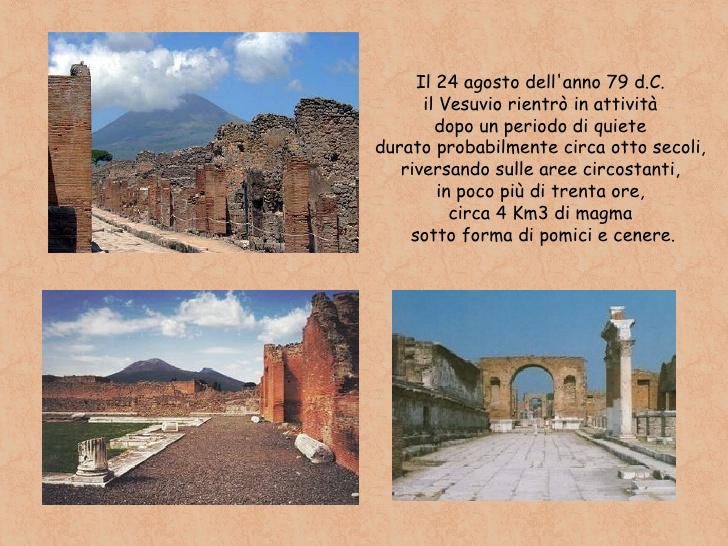 Il 24 agosto dell'anno 79 d.C.
il Vesuvio rientrò in attività
dopo un periodo di quiete
durato probabilmente circa otto secoli,
riversando sulle aree circostanti,
in poco più di trenta ore,
circa 4 Km3 di magma
sotto forma di pomici e cenere.